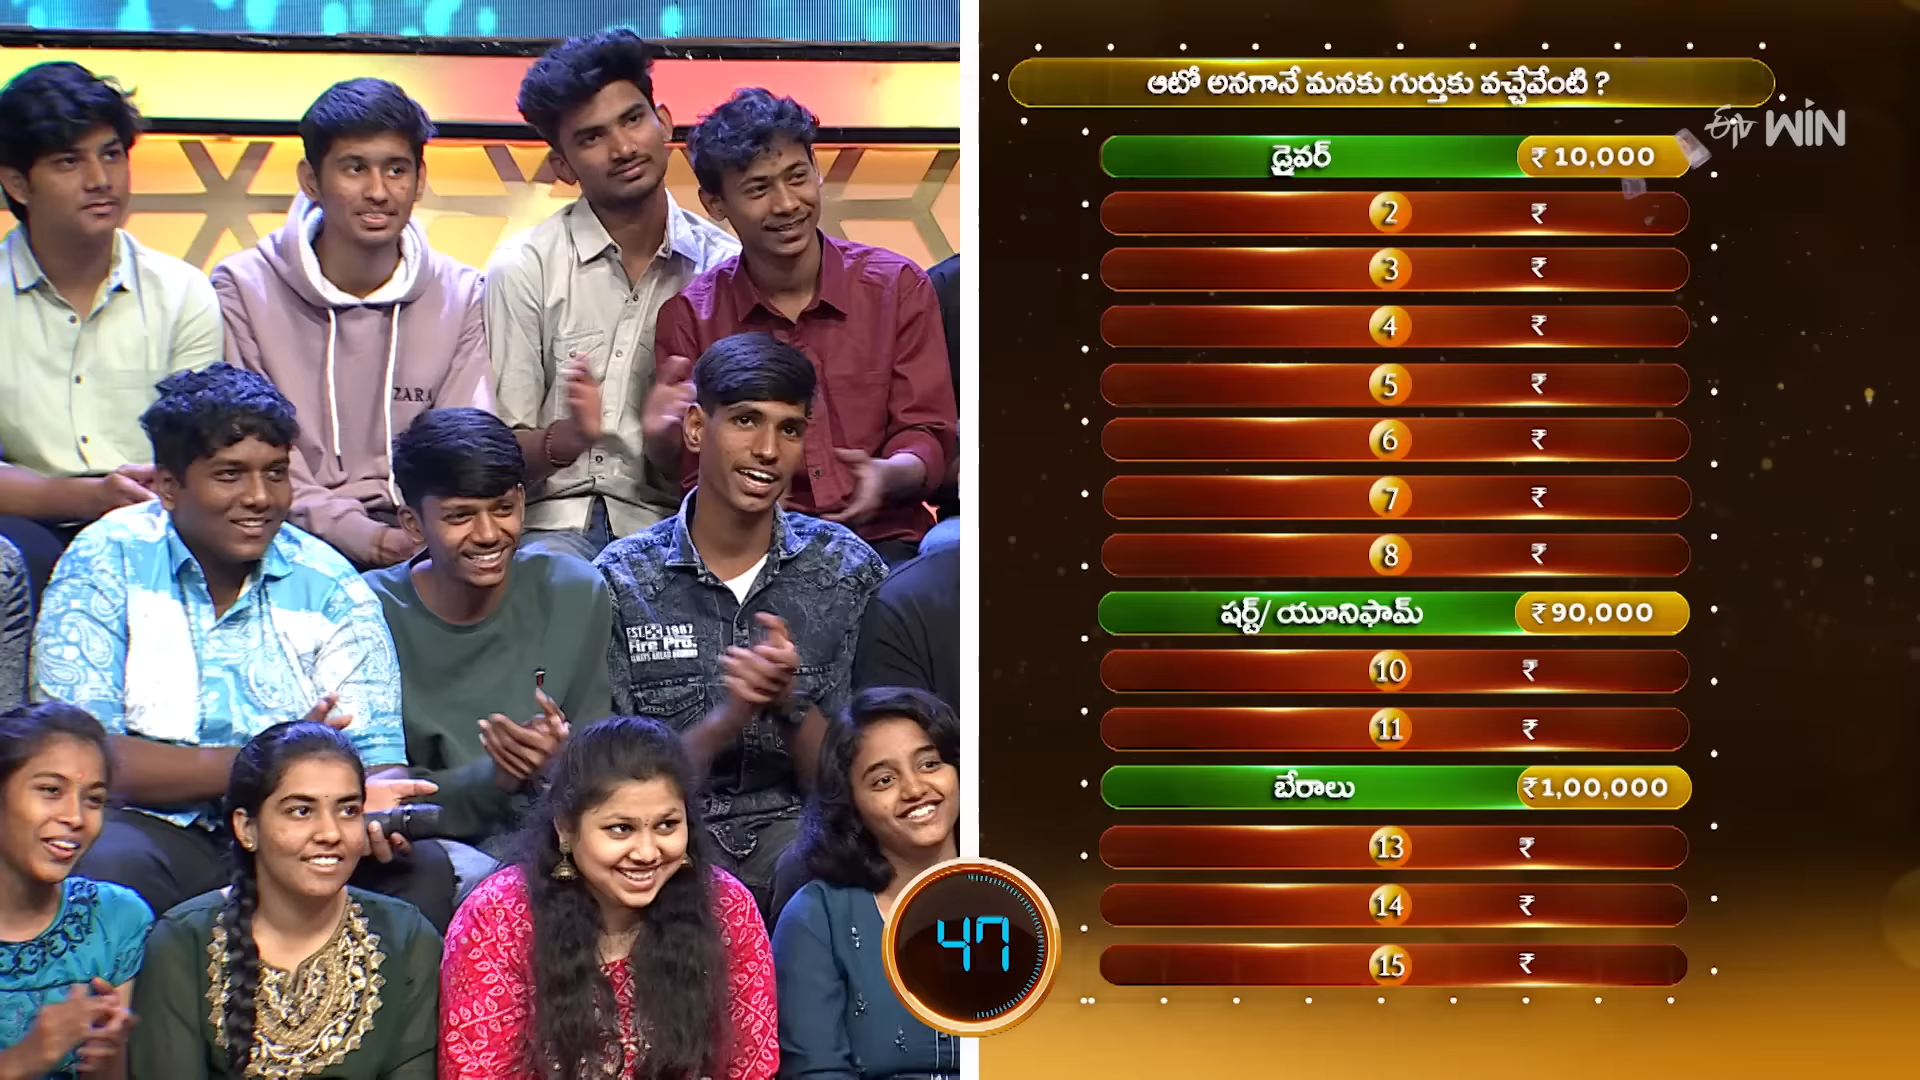 ఆటో అనగానే మనకు గుర్తుకు వచ్చేవేంటి ?
ETV WIN
డ్రైవర్ ₹ 10,000
2 ₹
3 ₹
4 ₹
5 ₹
6 ₹
7 ₹
8 ₹
షర్ట్/ యూనిఫామ్ ₹ 90,000
10 ₹
11 ₹
బేరాలు ₹1,00,000
13 ₹
14 ₹
15 ₹
47
ZARA
EST. 1987
Fire Pro.